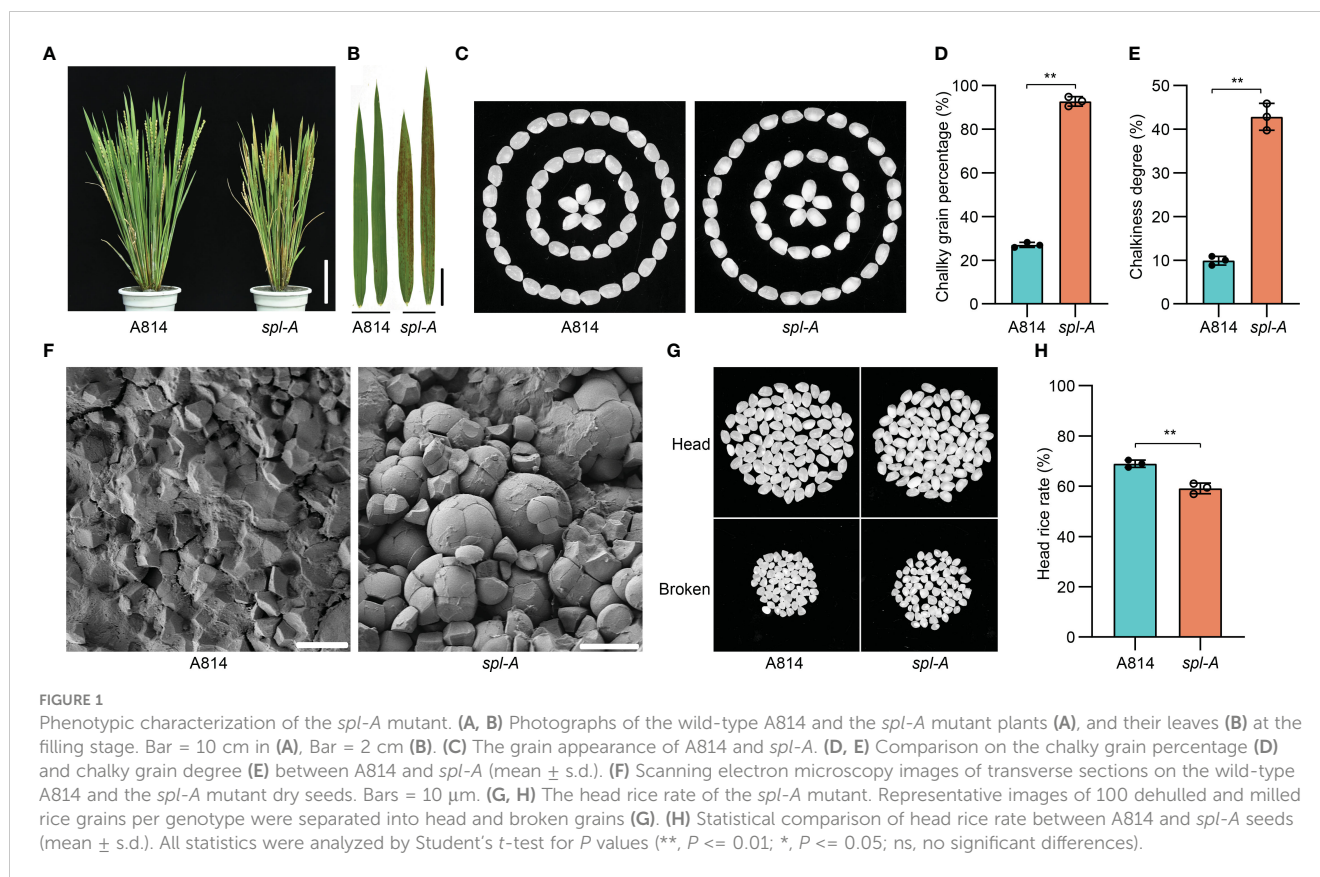 A
B
C
D
E
A814
spl-A
A814
spl-A
A814
spl-A
Chalky grain percentage (%)
100
80
60
40
20
0
**
A814
spl-A
Chalkiness degree (%)
50
40
30
20
10
0
**
A814
spl-A
F
G
H
A814
spl-A
Head
Broken
A814
spl-A
Head rice rate (%)
100
80
60
40
20
0
**
A814
spl-A
FIGURE 1
Phenotypic characterization of the spl-A mutant. (A, B) Photographs of the wild-type A814 and the spl-A mutant plants (A), and their leaves (B) at the
filling stage. Bar = 10 cm in (A), Bar = 2 cm (B). (C) The grain appearance of A814 and spl-A. (D, E) Comparison on the chalky grain percentage (D)
and chalky grain degree (E) between A814 and spl-A (mean ± s.d.). (F) Scanning electron microscopy images of transverse sections on the wild-type
A814 and the spl-A mutant dry seeds. Bars = 10 μm. (G, H) The head rice rate of the spl-A mutant. Representative images of 100 dehulled and milled
rice grains per genotype were separated into head and broken grains (G). (H) Statistical comparison of head rice rate between A814 and spl-A seeds
(mean ± s.d.). All statistics were analyzed by Student's t-test for P values (**, P <= 0.01; *, P <= 0.05; ns, no significant differences).